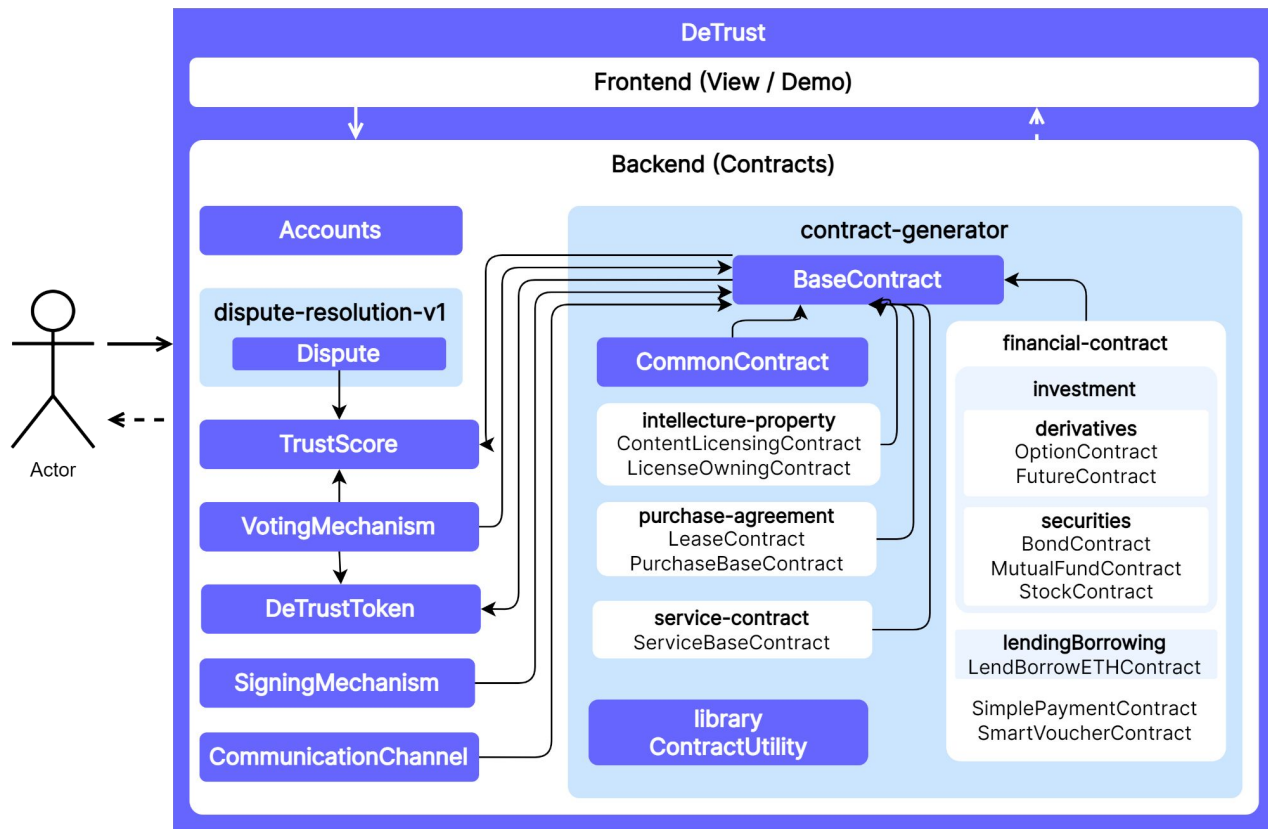 DeTrust
Frontend (View / Demo)
Backend (Contracts)
Accounts
dispute-resolution-v1
Dispute
TrustScore
VotingMechanism
DeTrustToken
SigningMechanism
CommunicationChannel
Actor
contract-generator
BaseContract
CommonContract
intellecture-property
ContentLicensingContract
LicenseOwningContract
purchase-agreement
LeaseContract
PurchaseBaseContract
service-contract
ServiceBaseContract
library
ContractUtility
financial-contract
investment
derivatives
OptionContract
FutureContract
securities
BondContract
MutualFundContract
StockContract
lendingBorrowing
LendBorrowETHContract
SimplePaymentContract
SmartVoucherContract